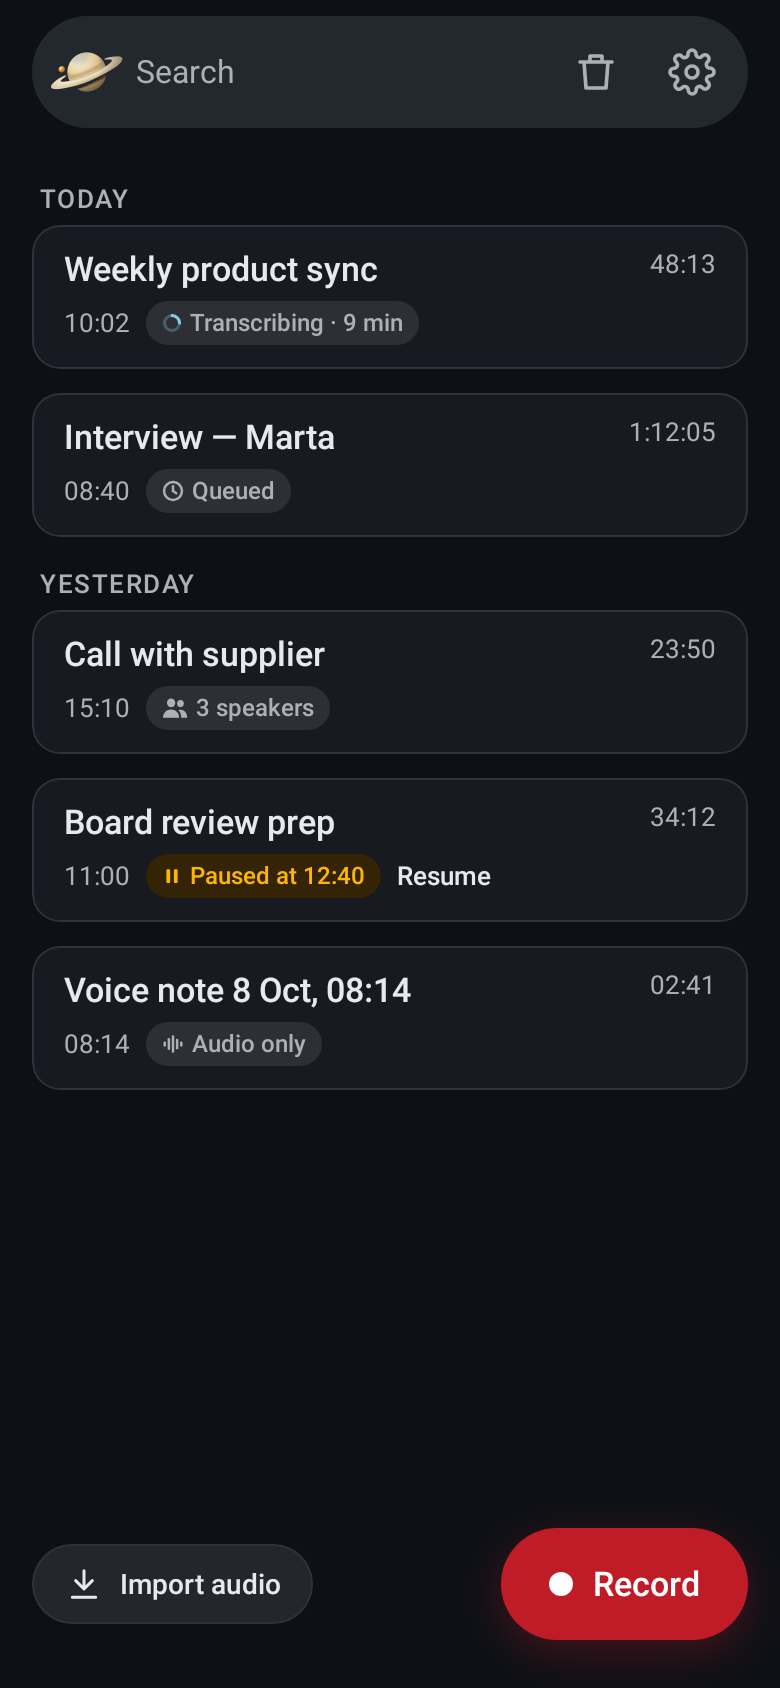 Search
TODAY
Weekly product sync
48:13
10:02 Transcribing · 9 min
Interview — Marta
1:12:05
08:40 Queued
YESTERDAY
Call with supplier
23:50
15:10 3 speakers
Board review prep
34:12
11:00 Paused at 12:40 Resume
Voice note 8 Oct, 08:14
02:41
08:14 Audio only
Import audio
Record